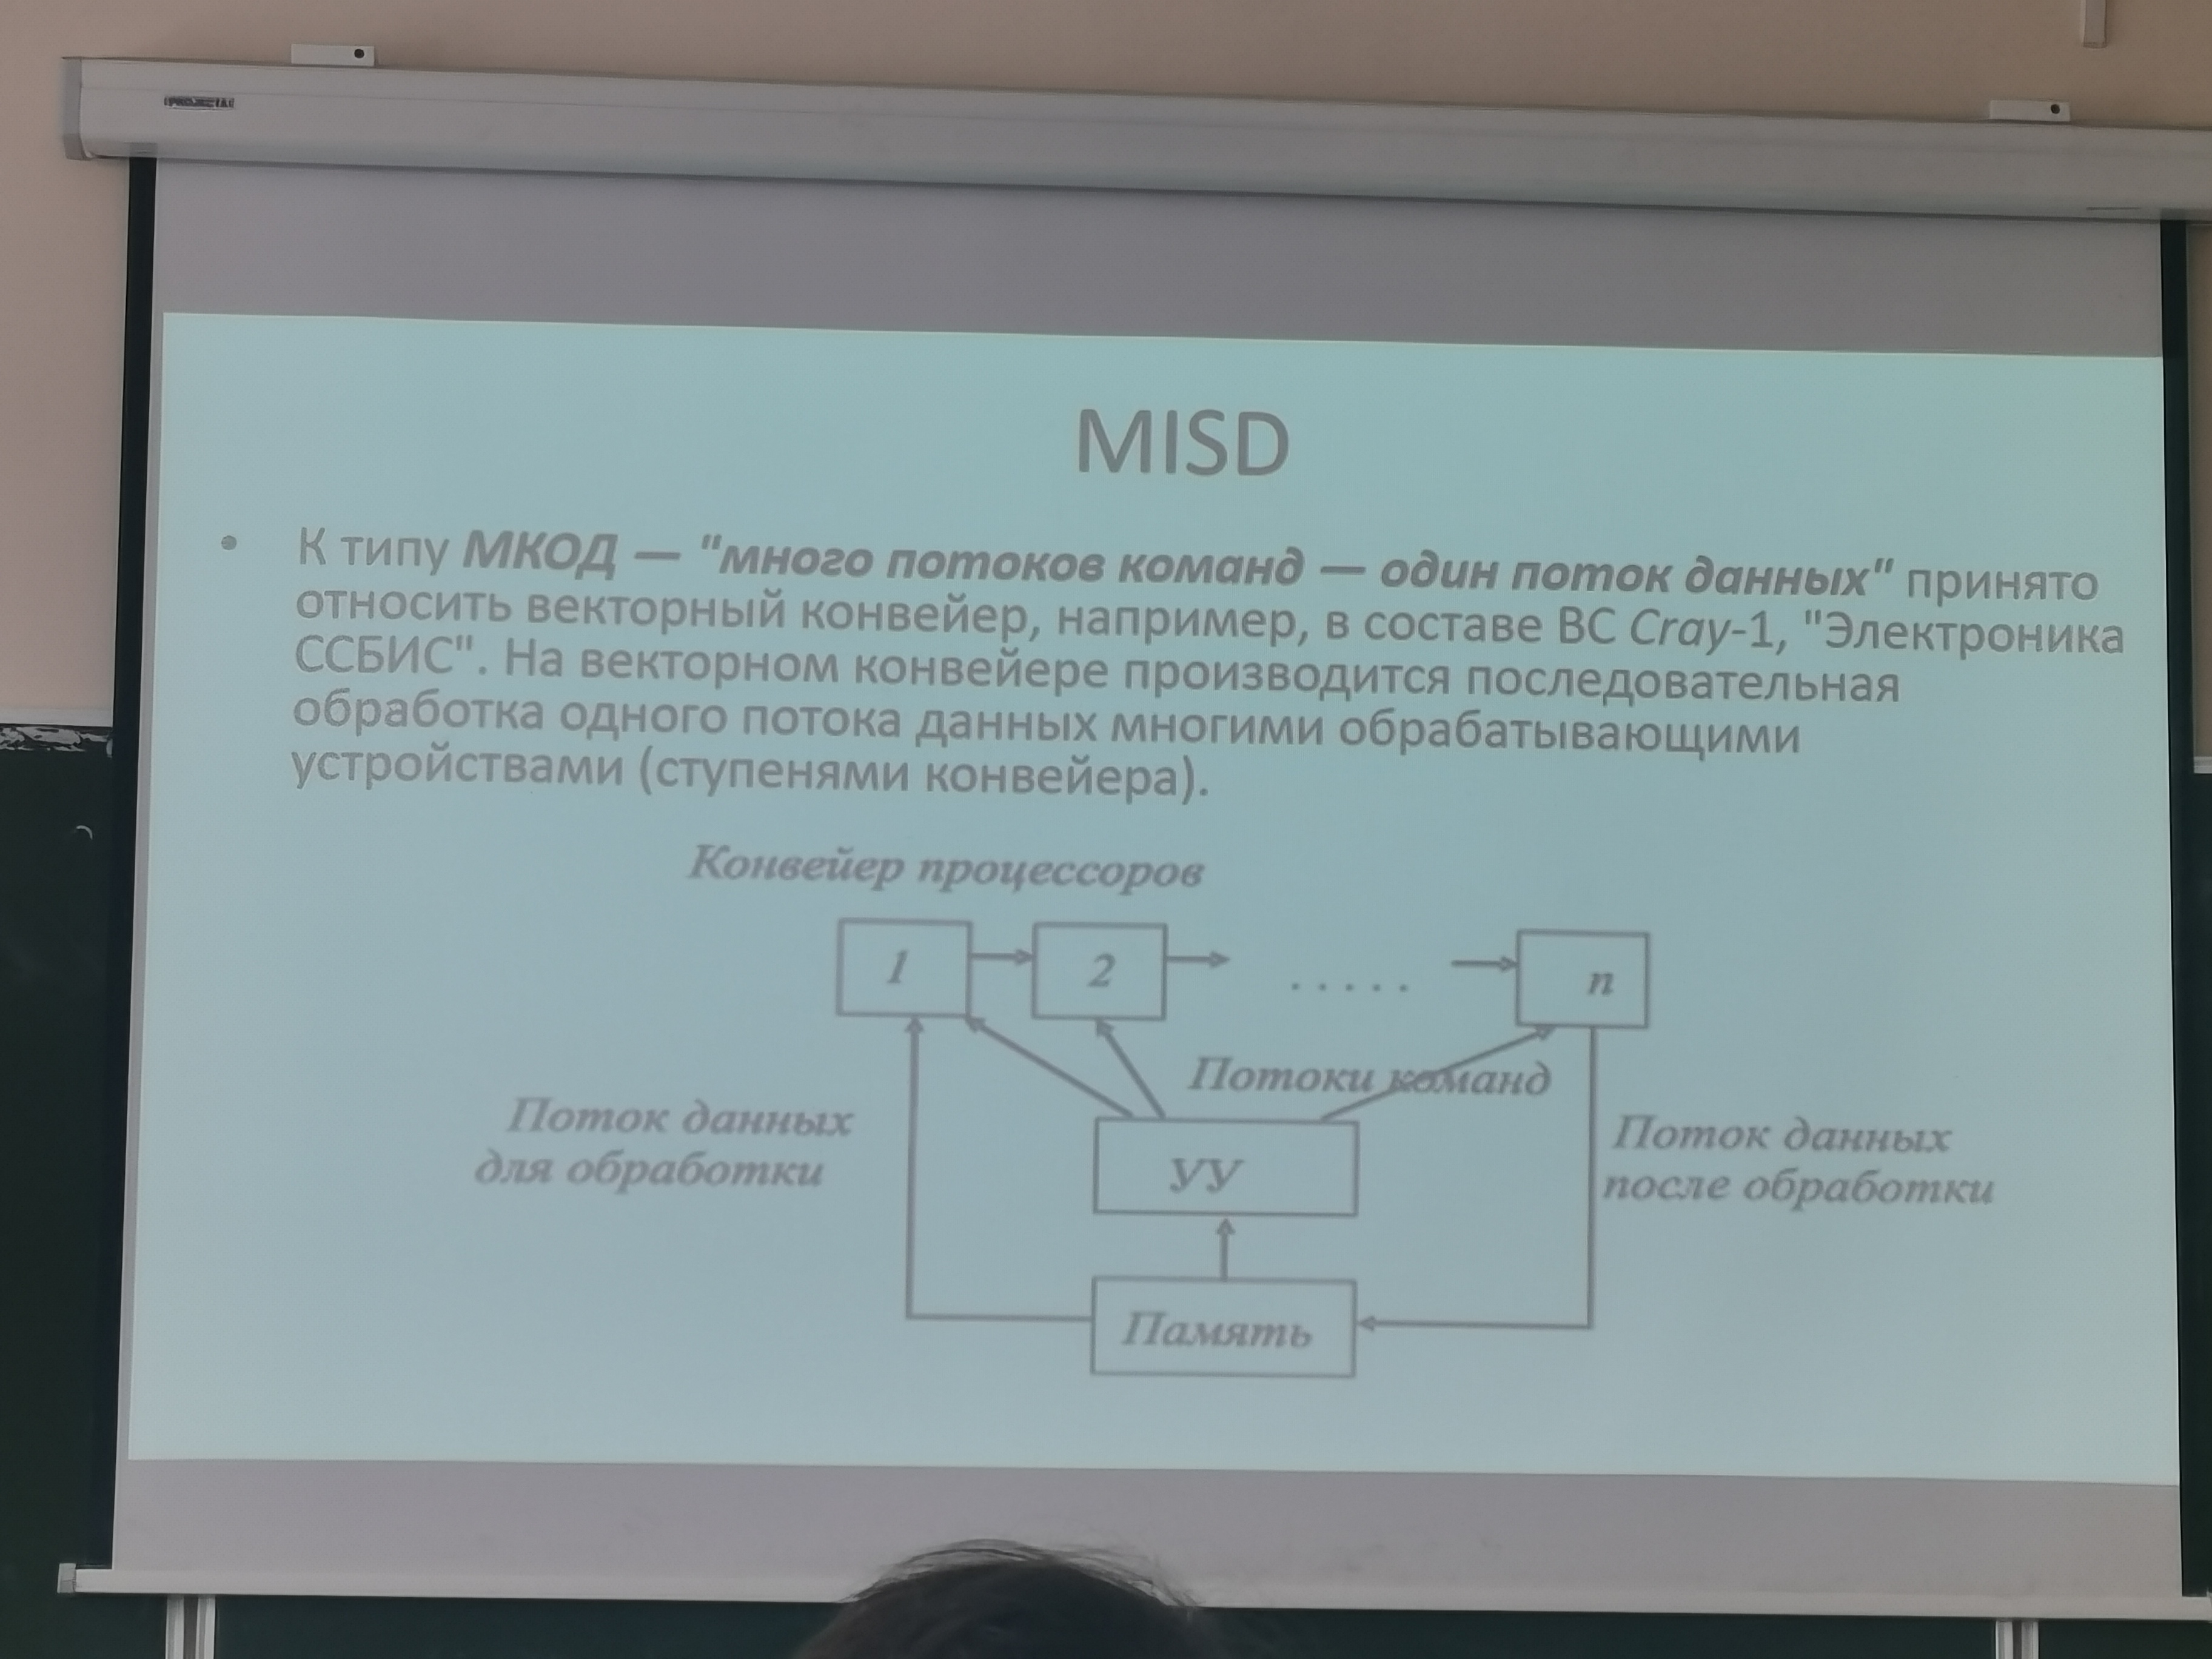 MISD
• К типу МКОД — "много потоков команд — один поток данных" принято
относить векторный конвейер, например, в составе ВС Cray-1, "Электроника
ССБИС". На векторном конвейере производится последовательная
обработка одного потока данных многими обрабатывающими
устройствами (ступенями конвейера).
Конвейер процессоров
1
2
. . . . .
n
Потоки команд
Поток данных
для обработки
УУ
Поток данных
после обработки
Память